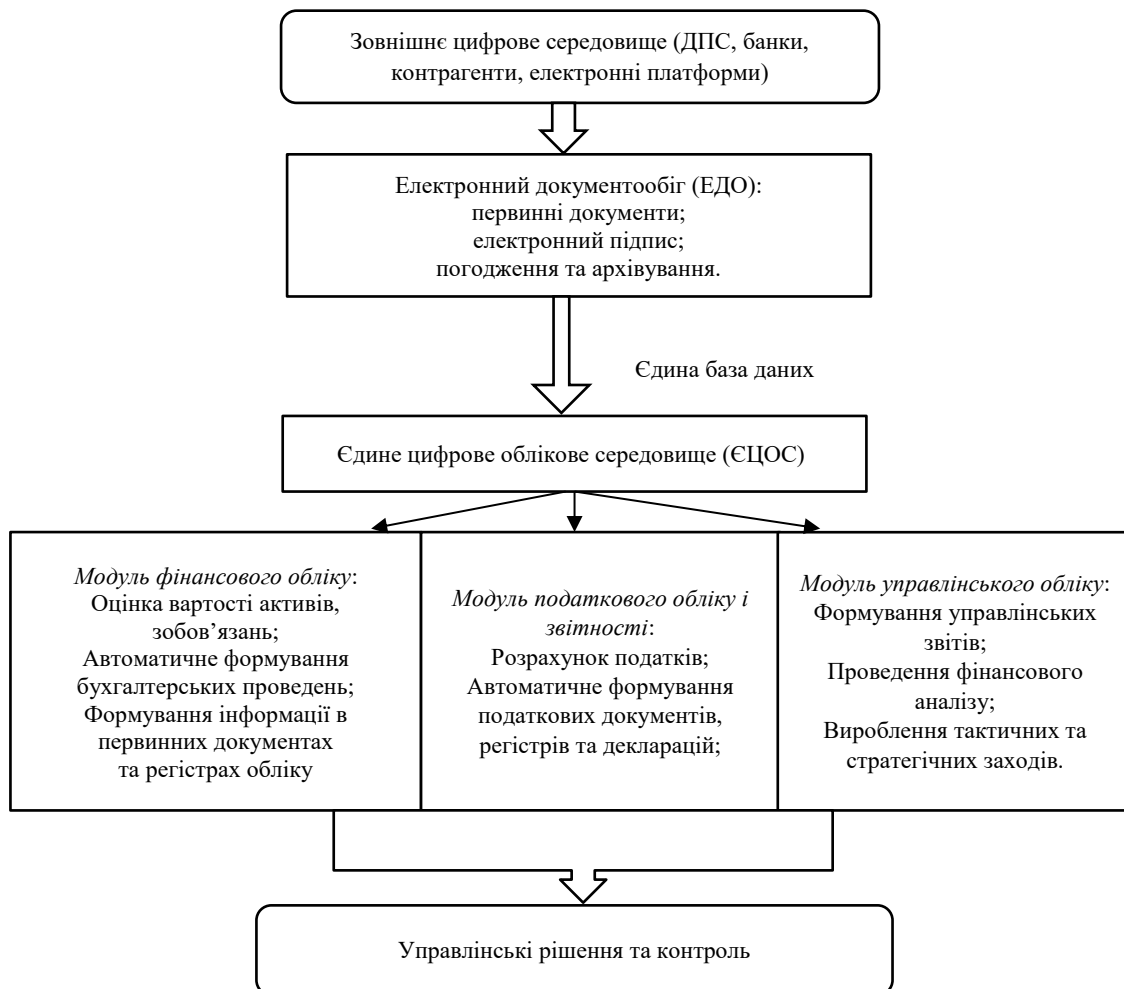 Зовнішнє цифрове середовище (ДПС, банки,
контрагенти, електронні платформи)
Електронний документообіг (ЕДО):
первинні документи;
електронний підпис;
погодження та архівування.
Єдина база даних
Єдине цифрове облікове середовище (ЄЦОС)
Модуль фінансового обліку:
Оцінка вартості активів,
зобов’язань;
Автоматичне формування
бухгалтерських проведень;
Формування інформації в
первинних документах
та регістрах обліку
Модуль податкового обліку і
звітності:
Розрахунок податків;
Автоматичне формування
податкових документів,
регістрів та декларацій;
Модуль управлінського обліку:
Формування управлінських
звітів;
Проведення фінансового
аналізу;
Вироблення тактичних та
стратегічних заходів.
Управлінські рішення та контроль